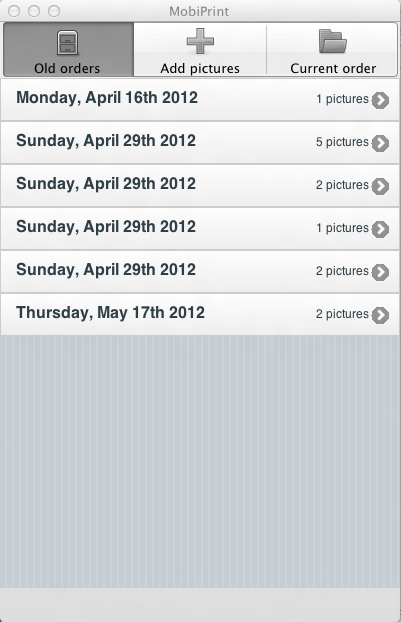 MobiPrint
Old orders
Add pictures
Current order
Monday, April 16th 2012 1 pictures
Sunday, April 29th 2012 5 pictures
Sunday, April 29th 2012 2 pictures
Sunday, April 29th 2012 1 pictures
Sunday, April 29th 2012 2 pictures
Thursday, May 17th 2012 2 pictures